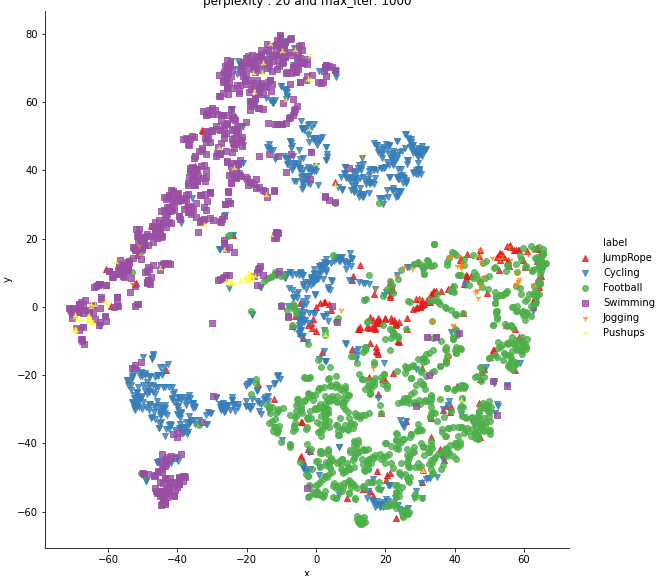 perplexity : 20 and max_iter: 1000
80
60
40
20
0
−20
−40
−60
y
−60 −40 −20 0 20 40 60
x
label
JumpRope
Cycling
Football
Swimming
Jogging
Pushups